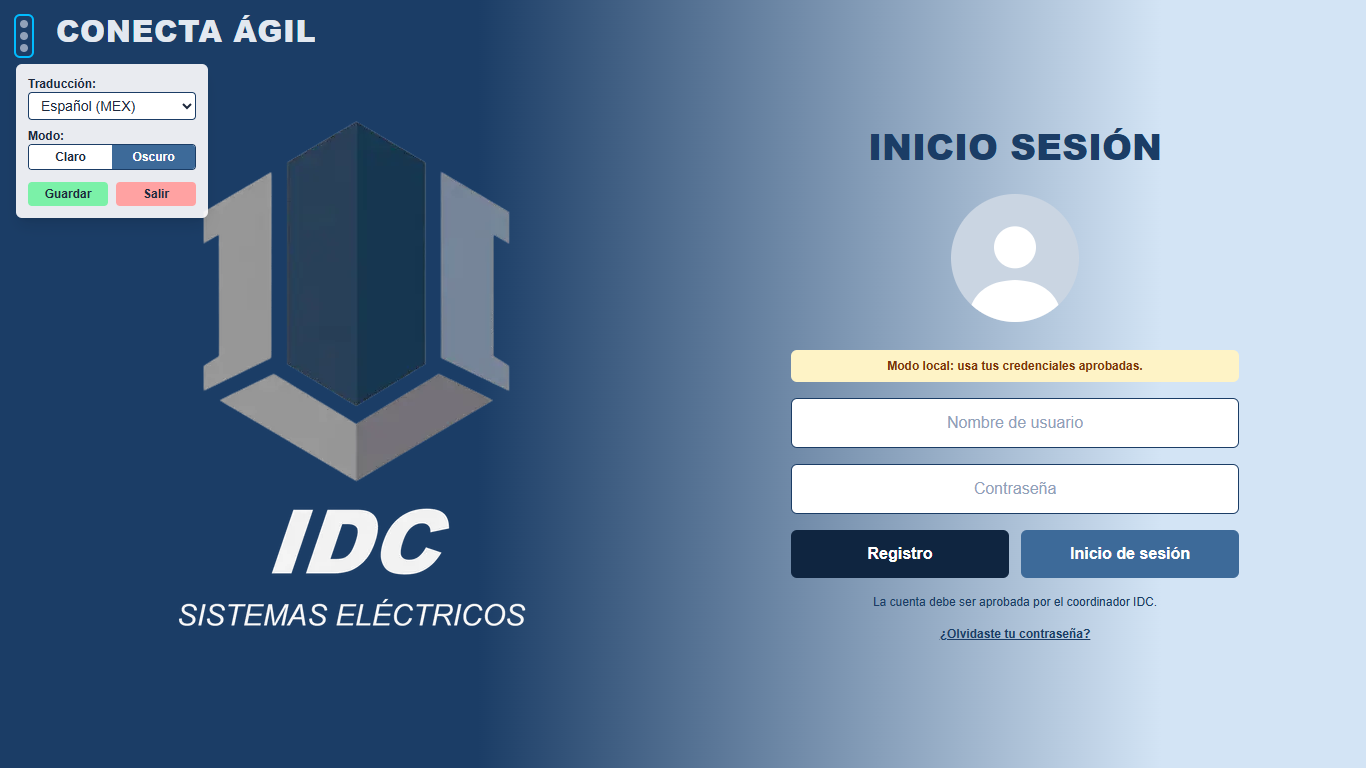 CONECTA ÁGIL
Traducción:
Español (MEX)
Modo:
Claro Oscuro
Guardar Salir
IDC
SISTEMAS ELÉCTRICOS
INICIO SESIÓN
Modo local: usa tus credenciales aprobadas.
Nombre de usuario
Contraseña
Registro Inicio de sesión
La cuenta debe ser aprobada por el coordinador IDC.
¿Olvidaste tu contraseña?